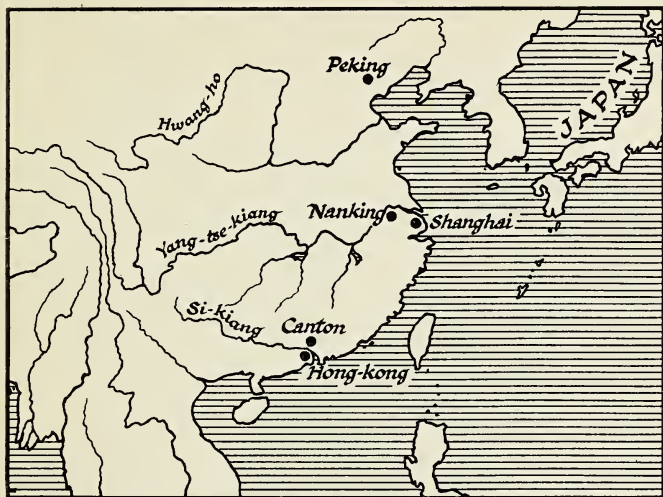 Peking
JAPAN
Hwang-ho
Nanking
Shanghai
Yang-tse-kiang
Si-kiang
Canton
Hong-kong